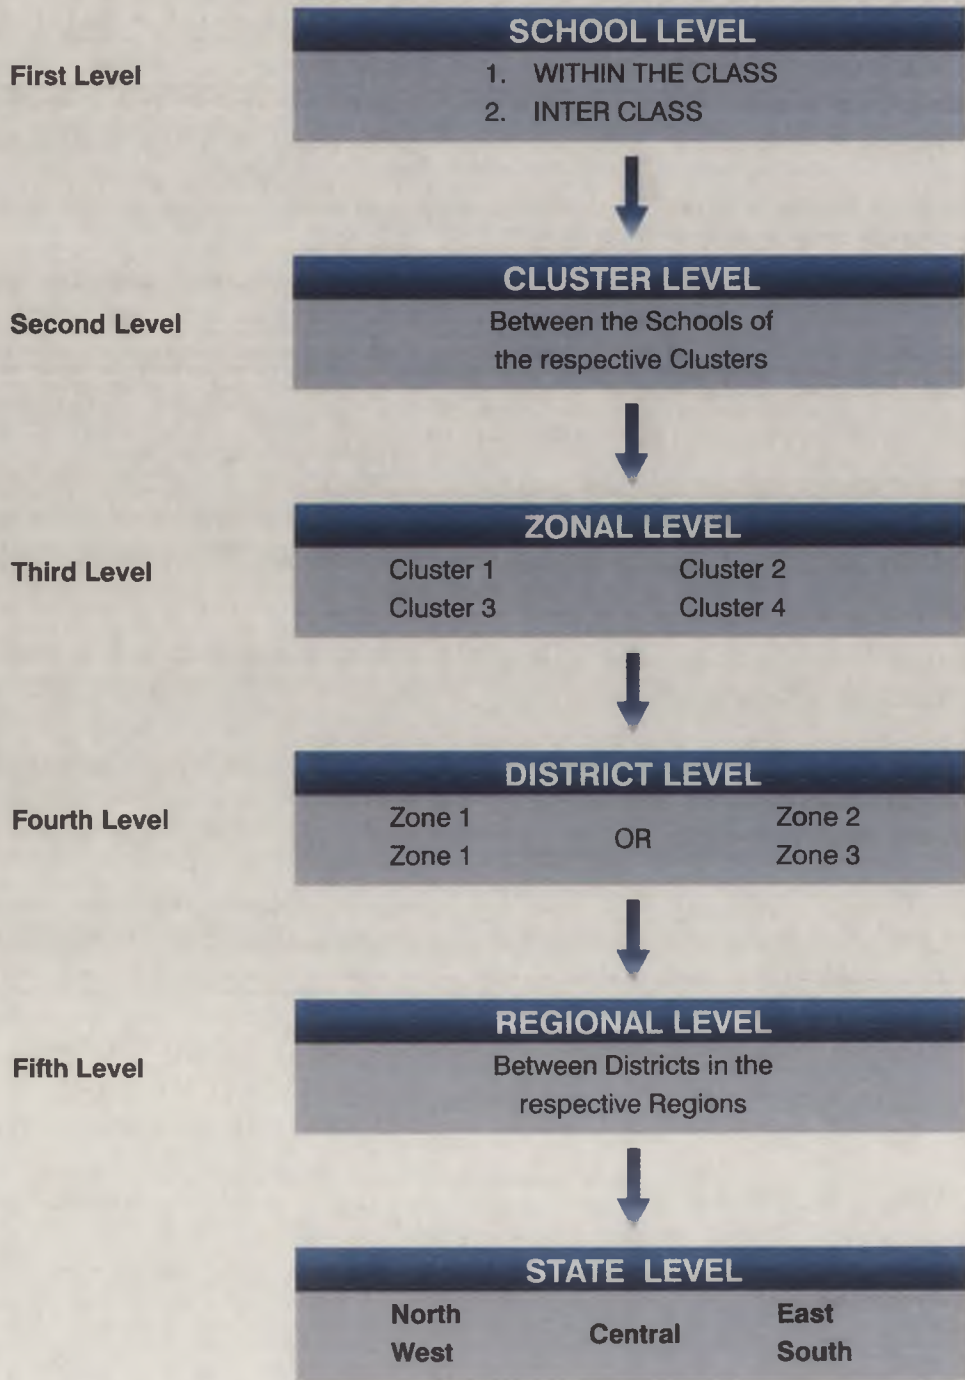 SCHOOL LEVEL
First Level
1. WITHIN THE CLASS
2. INTER CLASS
CLUSTER LEVEL
Second Level
Between the Schools of
the respective Clusters
ZONAL LEVEL
Third Level
Cluster 1 Cluster 2
Cluster 3 Cluster 4
DISTRICT LEVEL
Fourth Level
Zone 1 OR Zone 2
Zone 1 Zone 3
REGIONAL LEVEL
Fifth Level
Between Districts in the
respective Regions
STATE LEVEL
North Central East
West South